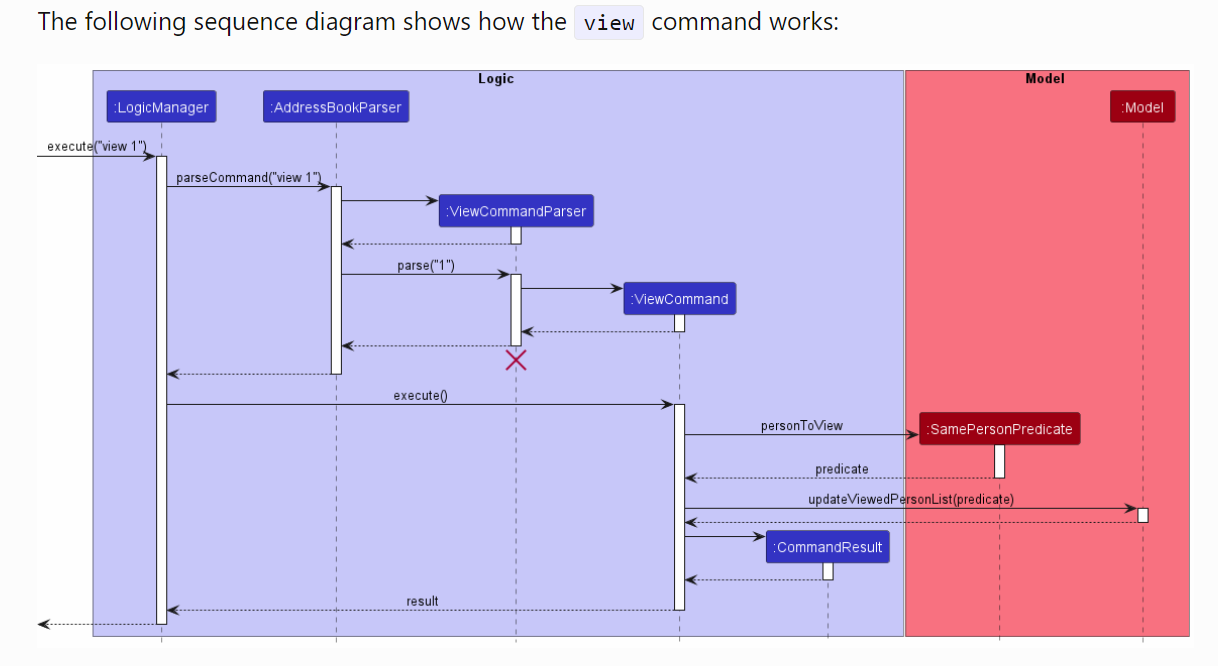 The following sequence diagram shows how the view command works:
Logic
Model
:LogicManager
:AddressBookParser
:Model
execute("view 1")
parseCommand("view 1")
:ViewCommandParser
parse("1")
:ViewCommand
execute()
personToView
:SamePersonPredicate
predicate
updateViewedPersonList(predicate)
:CommandResult
result